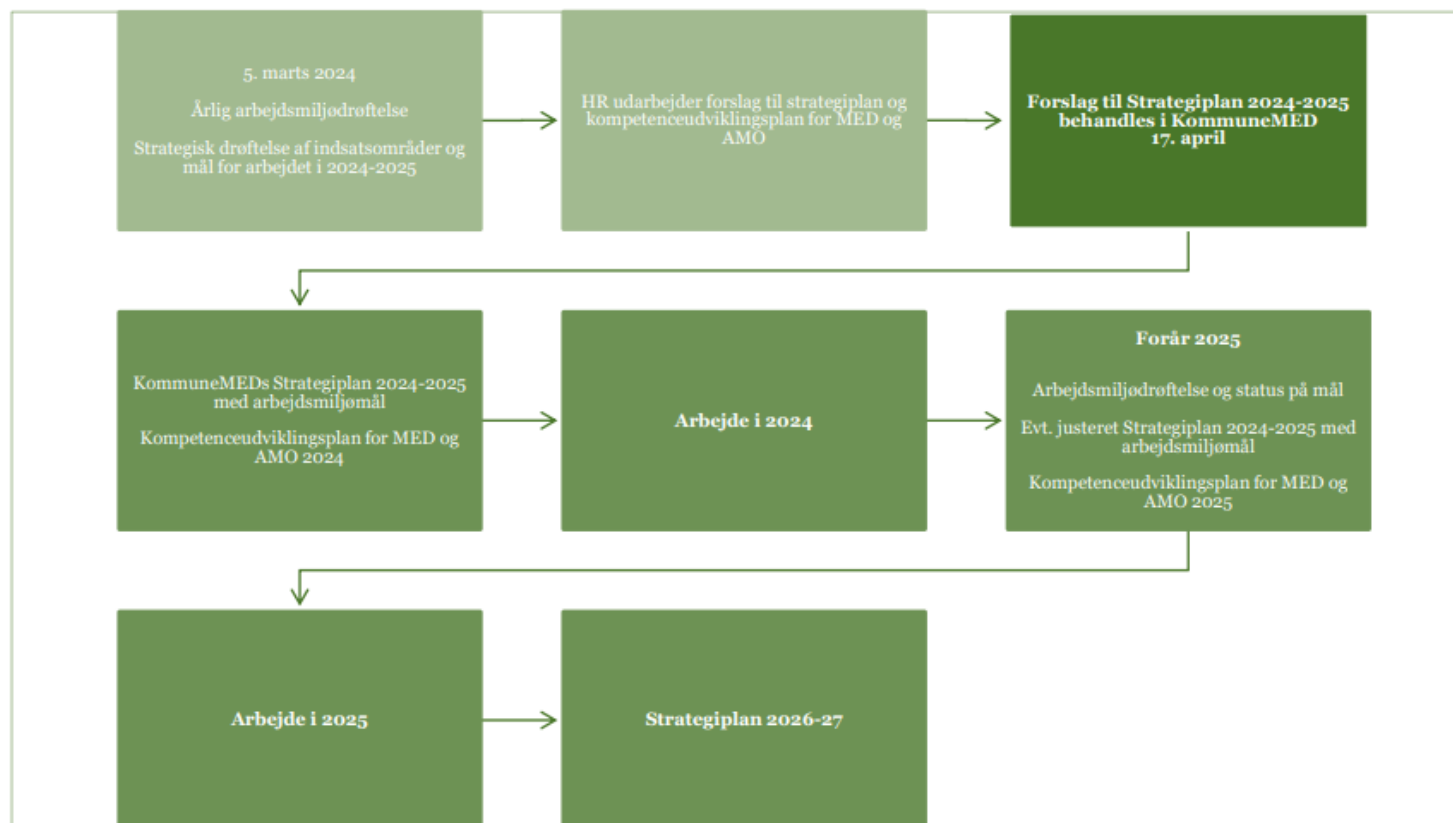 5. marts 2024
Årlig arbejdsmiljødrøftelse
Strategisk drøftelse af indsatsområder og
mål for arbejdet i 2024-2025
HR udarbejder forslag til strategiplan og
kompetenceudviklingsplan for MED og
AMO
Forslag til Strategiplan 2024-2025
behandles i KommuneMED
17. april
KommuneMEDs Strategiplan 2024-2025
med arbejdsmiljømål
Kompetenceudviklingsplan for MED og
AMO 2024
Arbejde i 2024
Forår 2025
Arbejdsmiljødrøftelse og status på mål
Evt. justeret Strategiplan 2024-2025 med
arbejdsmiljømål
Kompetenceudviklingsplan for MED og
AMO 2025
Arbejde i 2025
Strategiplan 2026-27